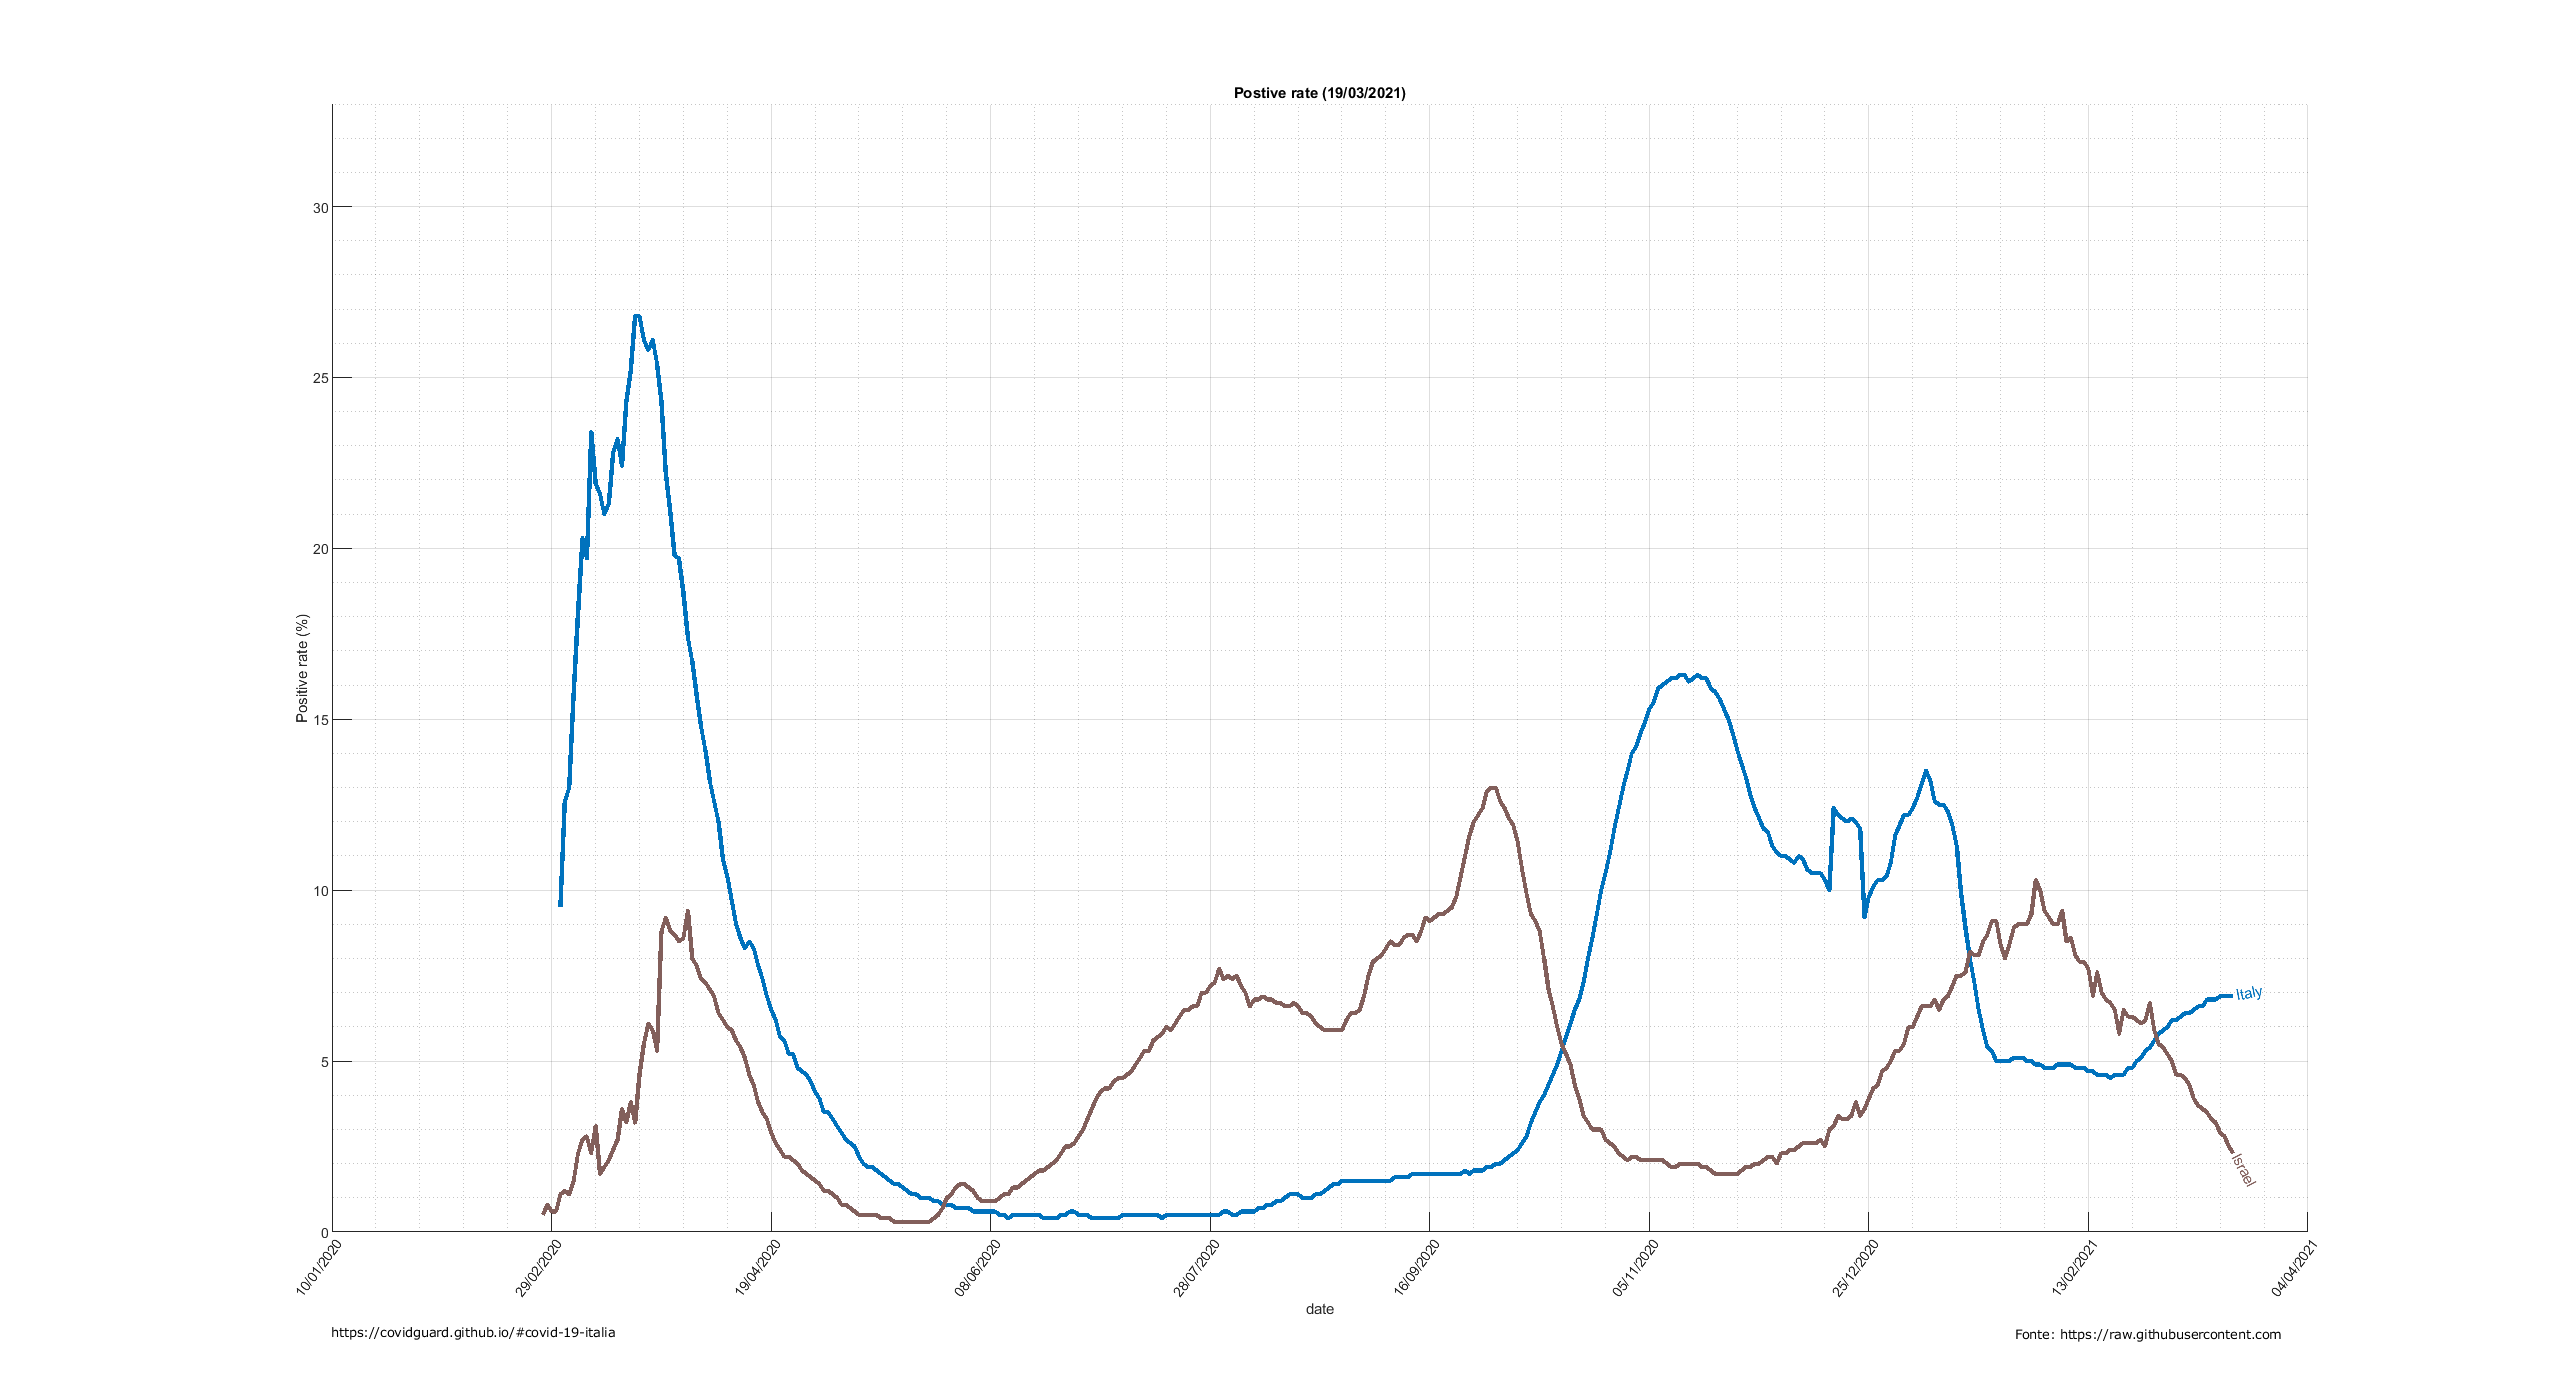 Postive rate (19/03/2021)
Positive rate (%)
30
25
20
15
10
5
0
Italy
Israel
10/01/2020
29/02/2020
19/04/2020
08/06/2020
28/07/2020
16/09/2020
05/11/2020
25/12/2020
13/02/2021
04/04/2021
date
https://covidguard.github.io/#covid-19-italia
Fonte: https://raw.githubusercontent.com